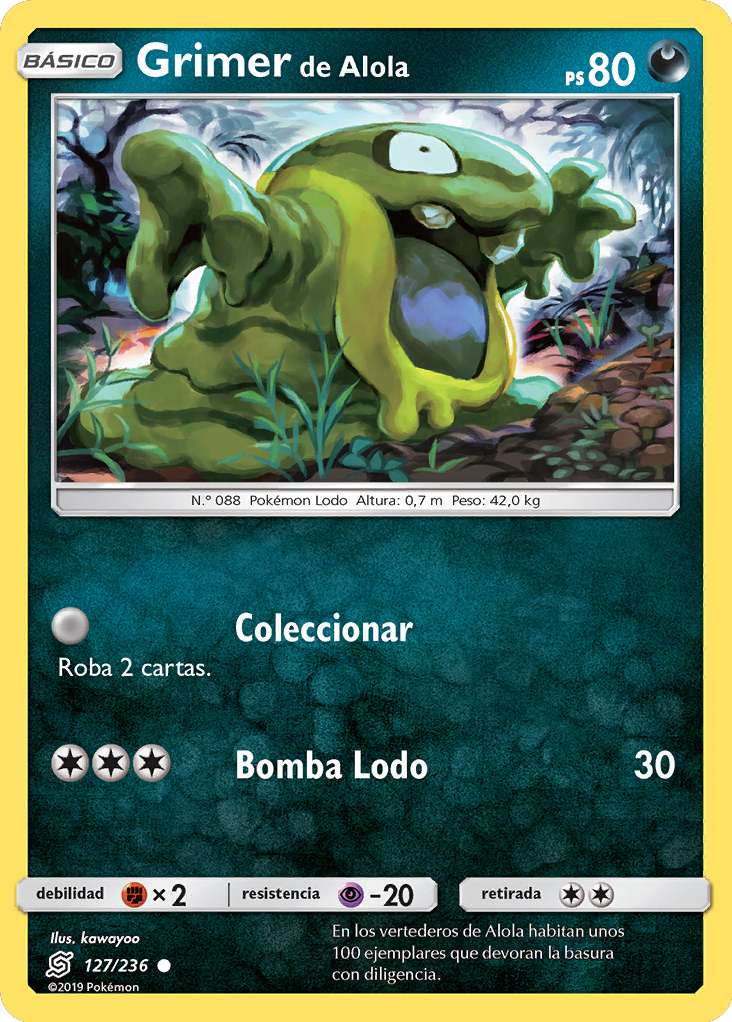 BÁSICO Grimer de Alola PS 80
N.º 088 Pokémon Lodo Altura: 0,7 m Peso: 42,0 kg
Coleccionar
Roba 2 cartas.
Bomba Lodo 30
debilidad × 2 resistencia -20 retirada
Ilus. kawayoo
127/236
©2019 Pokémon
En los vertederos de Alola habitan unos
100 ejemplares que devoran la basura
con diligencia.